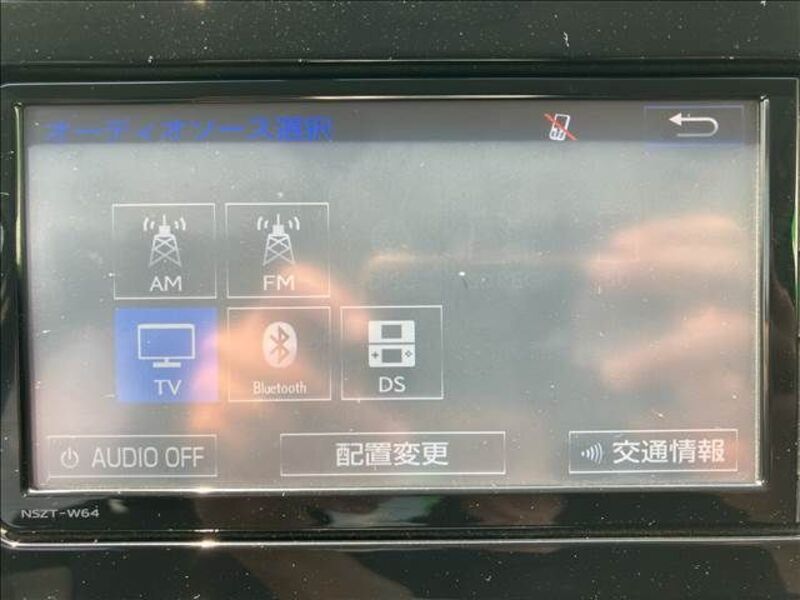 オーディオソース選択
AM
FM
TV
Bluetooth
DS
AUDIO OFF
配置変更
交通情報
NSZT-W64